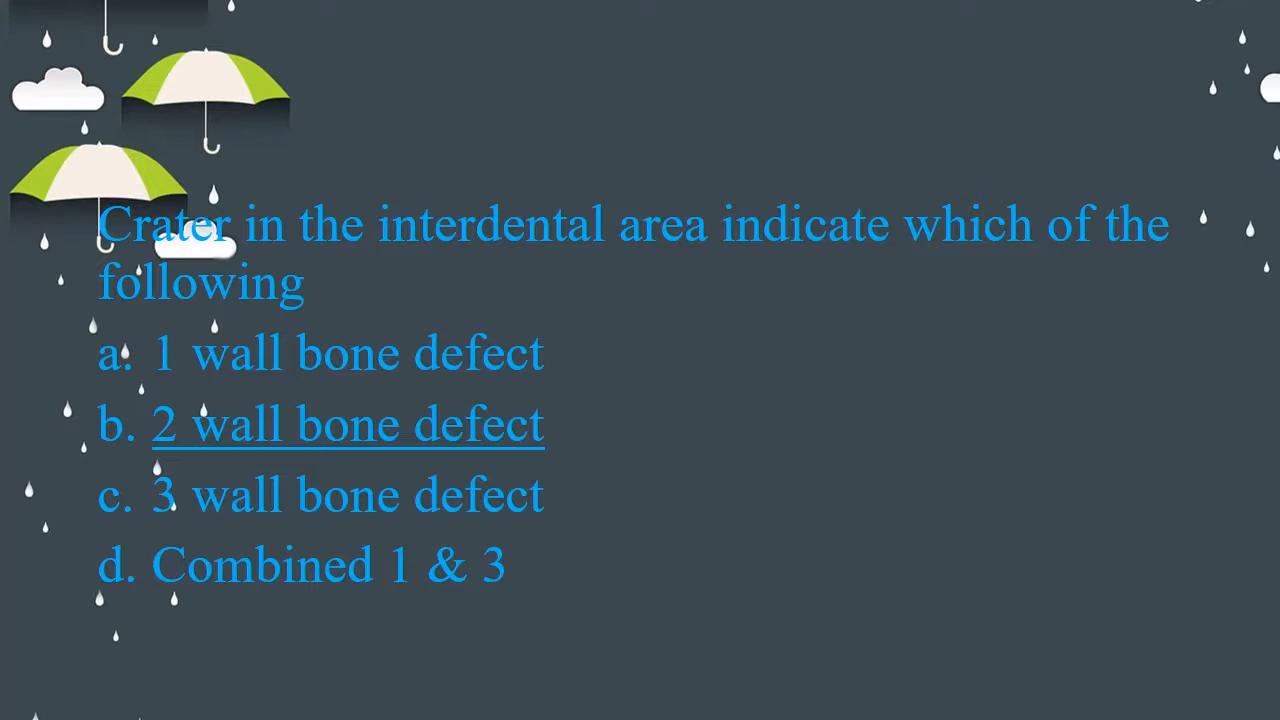 Crater in the interdental area indicate which of the
following
a. 1 wall bone defect
b. 2 wall bone defect
c. 3 wall bone defect
d. Combined 1 & 3